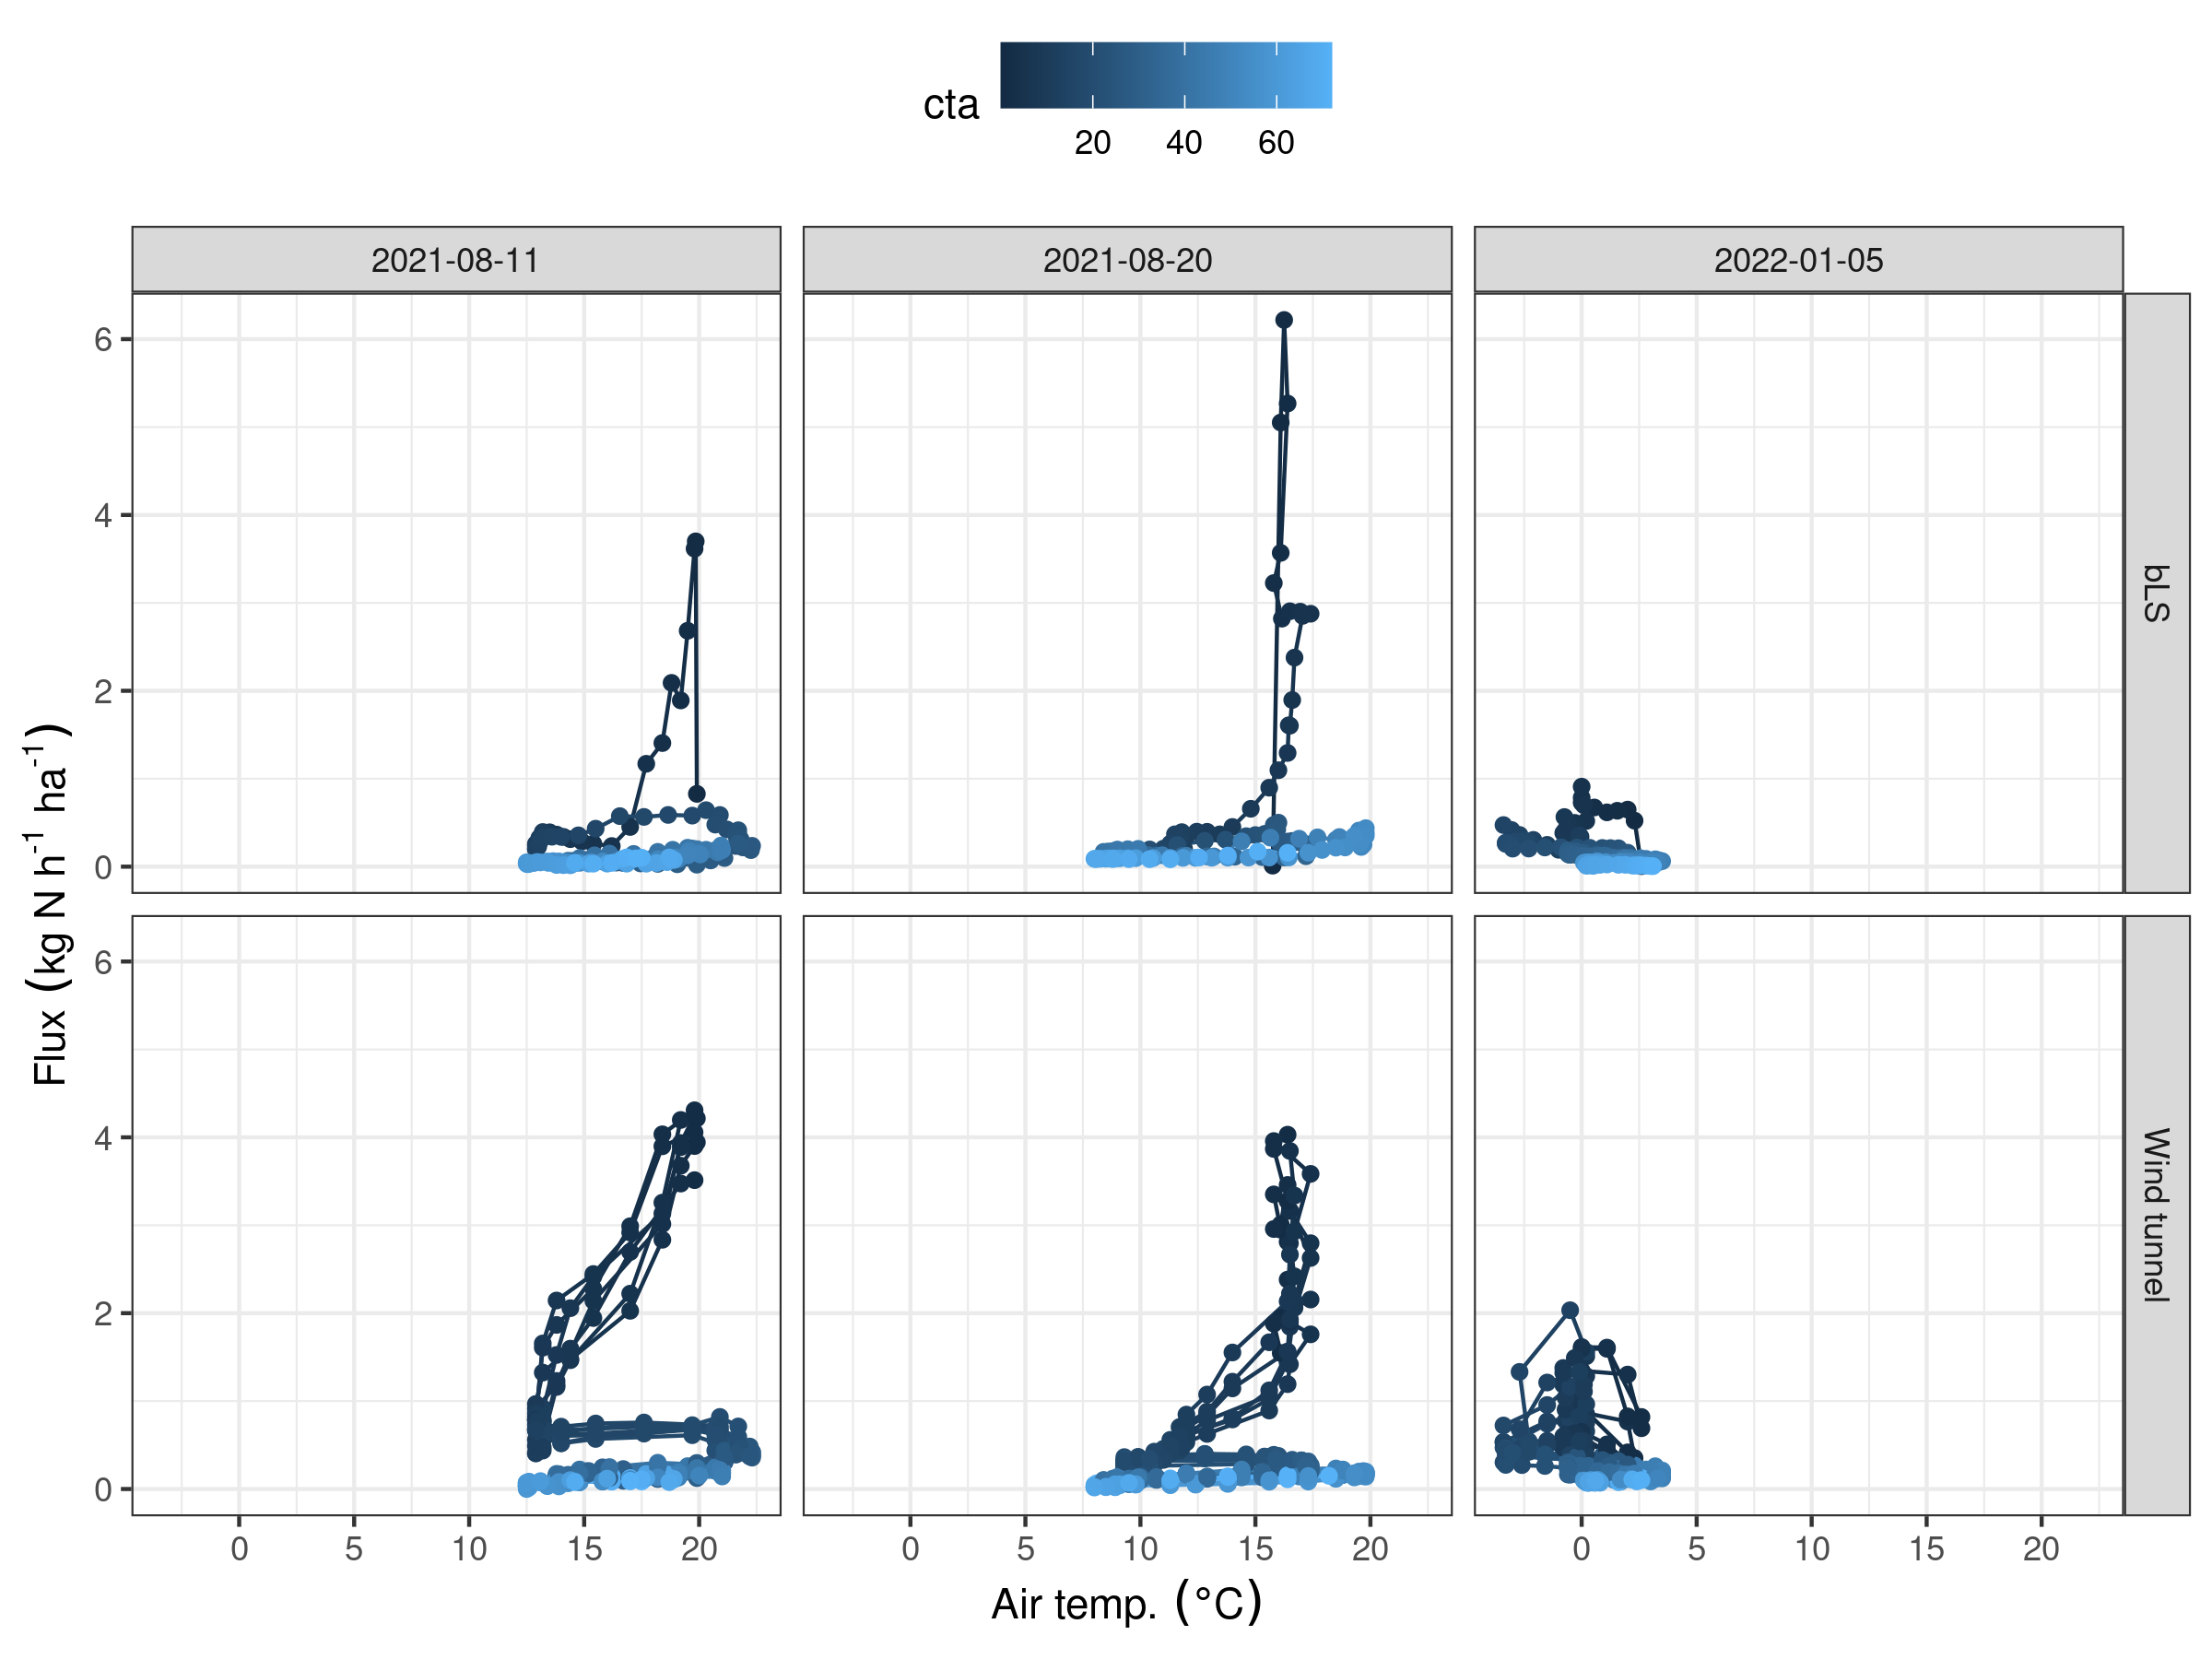 cta
20 40 60
2021-08-11 2021-08-20 2022-01-05
6
4
2
0
bLS
6
4
2
0
Wind tunnel
Flux (kg N h⁻¹ ha⁻¹)
0 5 10 15 20 0 5 10 15 20 0 5 10 15 20
Air temp. (°C)